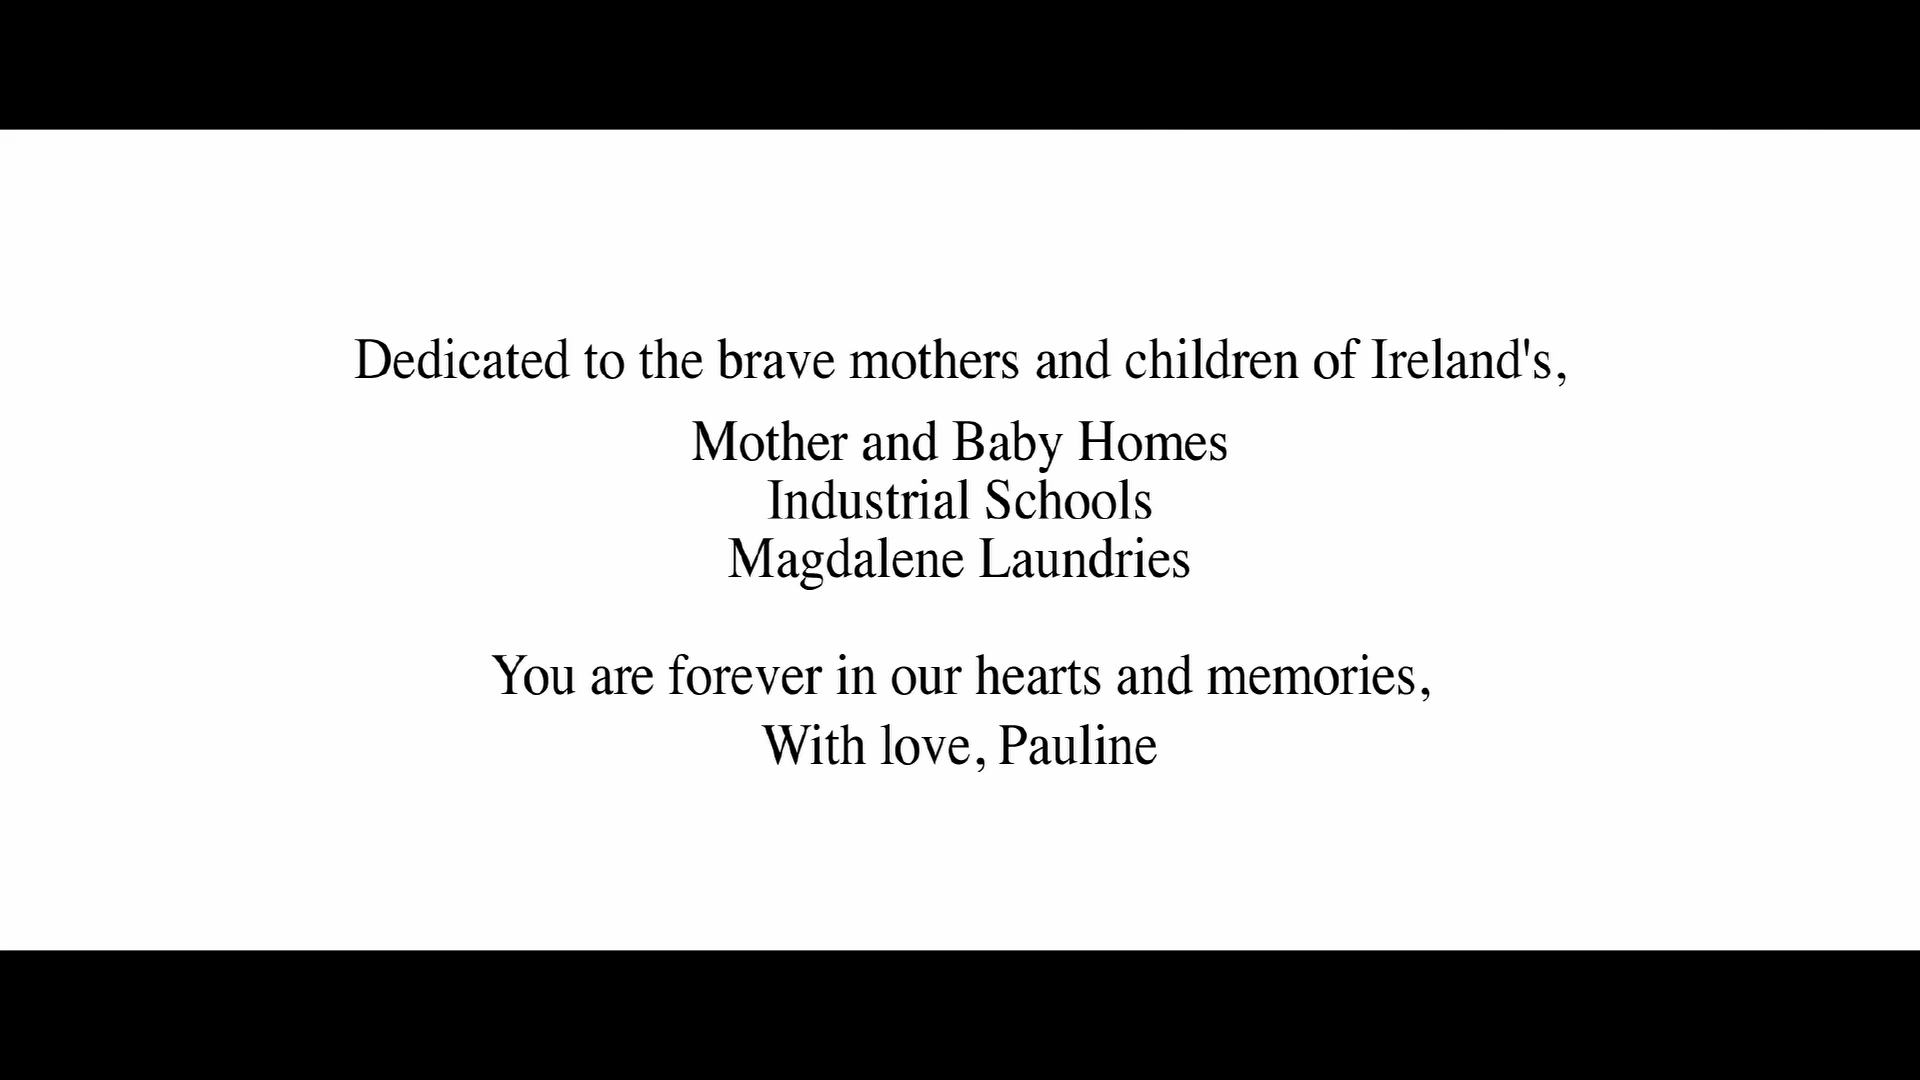 Dedicated to the brave mothers and children of Ireland's,
Mother and Baby Homes
Industrial Schools
Magdalene Laundries
You are forever in our hearts and memories,
With love, Pauline